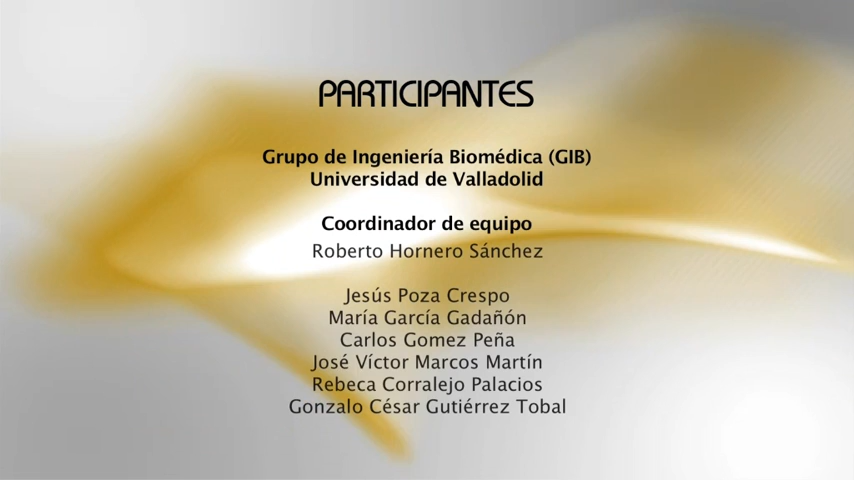 PARTICIPANTES
Grupo de Ingeniería Biomédica (GIB)
Universidad de Valladolid
Coordinador de equipo
Roberto Hornero Sánchez
Jesús Poza Crespo
María García Gadañón
Carlos Gomez Peña
José Víctor Marcos Martín
Rebeca Corralejo Palacios
Gonzalo César Gutiérrez Tobal